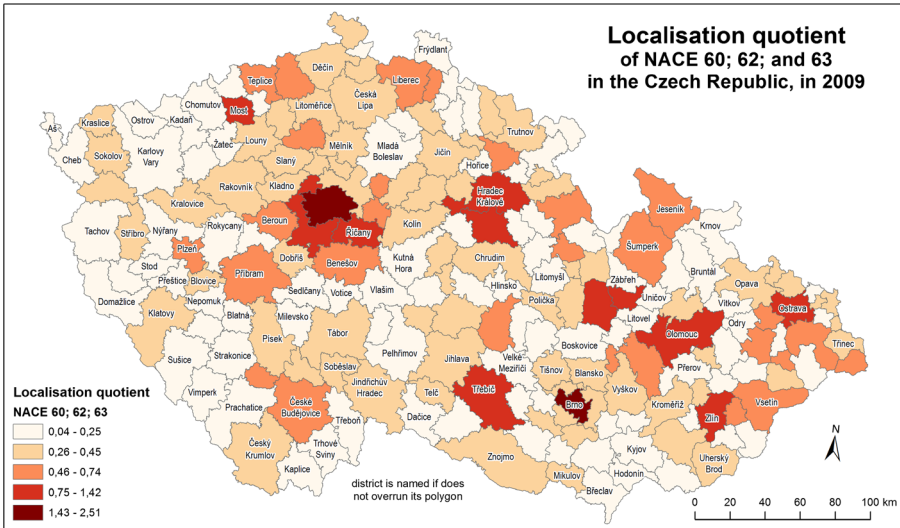 Localisation quotient
of NACE 60; 62; and 63
in the Czech Republic, in 2009
Frýdlant
Děčín
Teplice
Liberec
Česká
Lípa
Chomutov
Most
Litoměřice
Ostrov
Kadaň
Kraslice
Aš
Trutnov
Louny
Žatec
Mělník
Mladá
Boleslav
Jičín
Hořice
Cheb
Sokolov
Karlovy
Vary
Slaný
Rakovník
Kladno
Hradec
Králové
Kralovice
Jeseník
Beroun
Říčany
Kolín
Krnov
Tachov
Stříbro
Nýřany
Rokycany
Plzeň
Šumperk
Dobříš
Benešov
Kutná
Hora
Chrudim
Stod
Příbram
Litomyšl
Zábřeh
Bruntál
Přeštice
Blovice
Sedlčany
Votice
Vlašim
Hlinsko
Polička
Uničov
Vítkov
Opava
Domažlice
Nepomuk
Klatovy
Blatná
Milevsko
Litovel
Odry
Ostrava
Olomouc
Písek
Tábor
Třinec
Sušice
Strakonice
Soběslav
Pelhřimov
Jihlava
Velké
Meziříčí
Boskovice
Tišnov
Blansko
Přerov
Vimperk
Prachatice
České
Budějovice
Jindřichův
Hradec
Telč
Třebíč
Vyškov
Brno
Kroměříž
Zlín
Vsetín
Dačice
Třeboň
Český
Krumlov
Trhové
Sviny
Kaplice
Znojmo
Mikulov
Břeclav
Hodonín
Kyjov
Uherský
Brod
Localisation quotient
NACE 60; 62; 63
0,04 - 0,25
0,26 - 0,45
0,46 - 0,74
0,75 - 1,42
1,43 - 2,51
district is named if does
not overrun its polygon
N
0 20 40 60 80 100 km